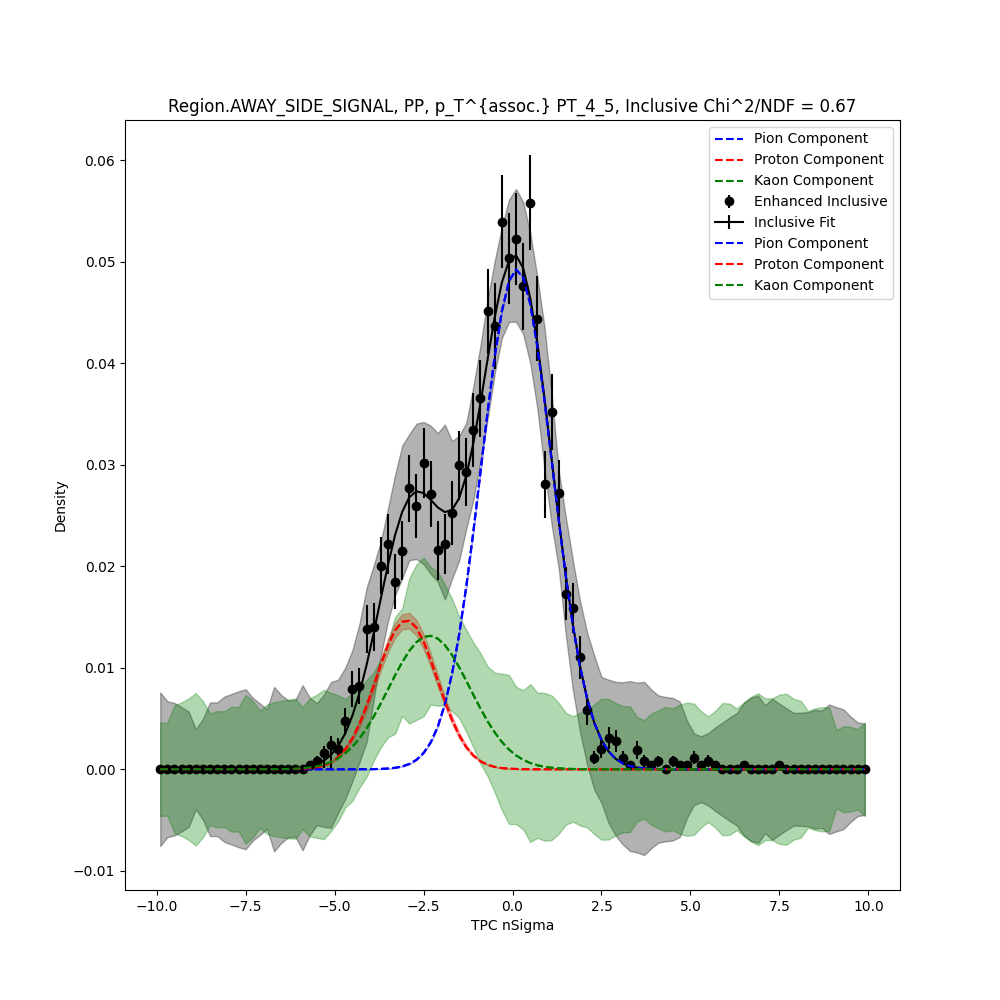 Region.AWAY_SIDE_SIGNAL, PP, p_T^{assoc.} PT_4_5, Inclusive Chi^2/NDF = 0.67
Pion Component
Proton Component
Kaon Component
Enhanced Inclusive
Inclusive Fit
Pion Component
Proton Component
Kaon Component
0.06
0.05
0.04
0.03
0.02
0.01
0.00
−0.01
Density
−10.0 −7.5 −5.0 −2.5 0.0 2.5 5.0 7.5 10.0
TPC nSigma